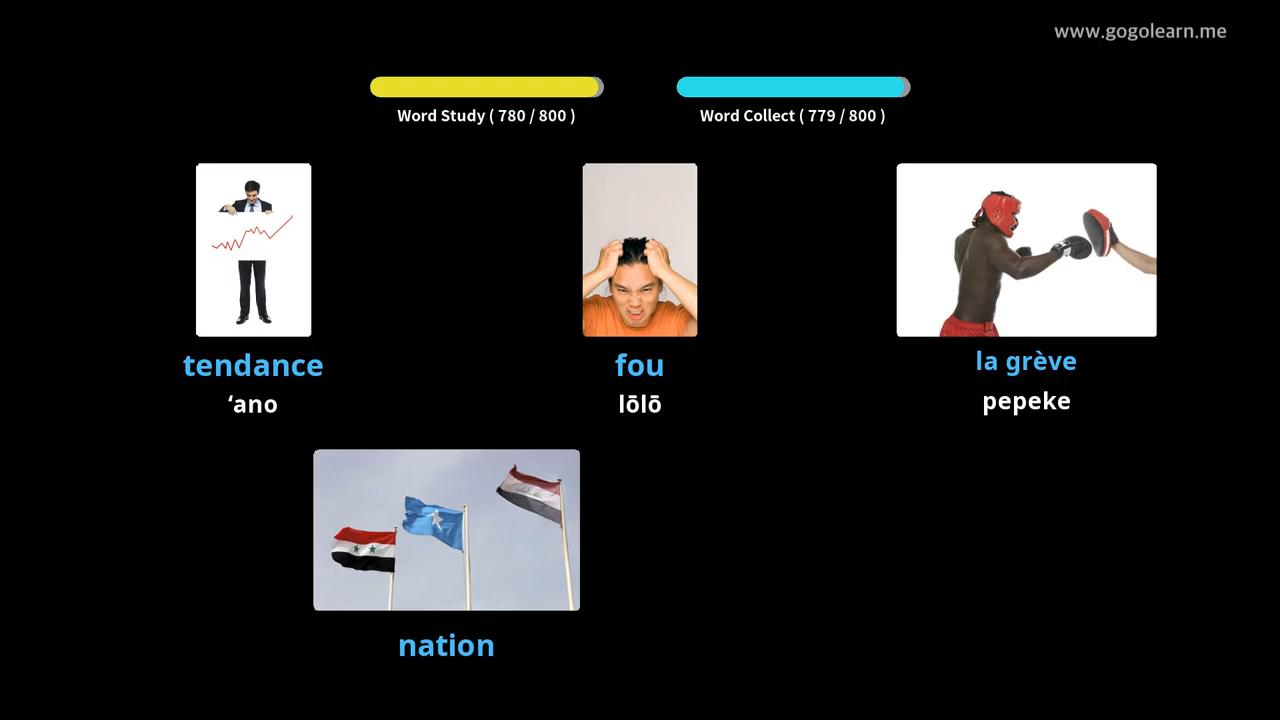 www.gogolearn.me
Word Study ( 780 / 800 )
Word Collect ( 779 / 800 )
tendance
ʻano
fou
lōlō
la grève
pepeke
nation